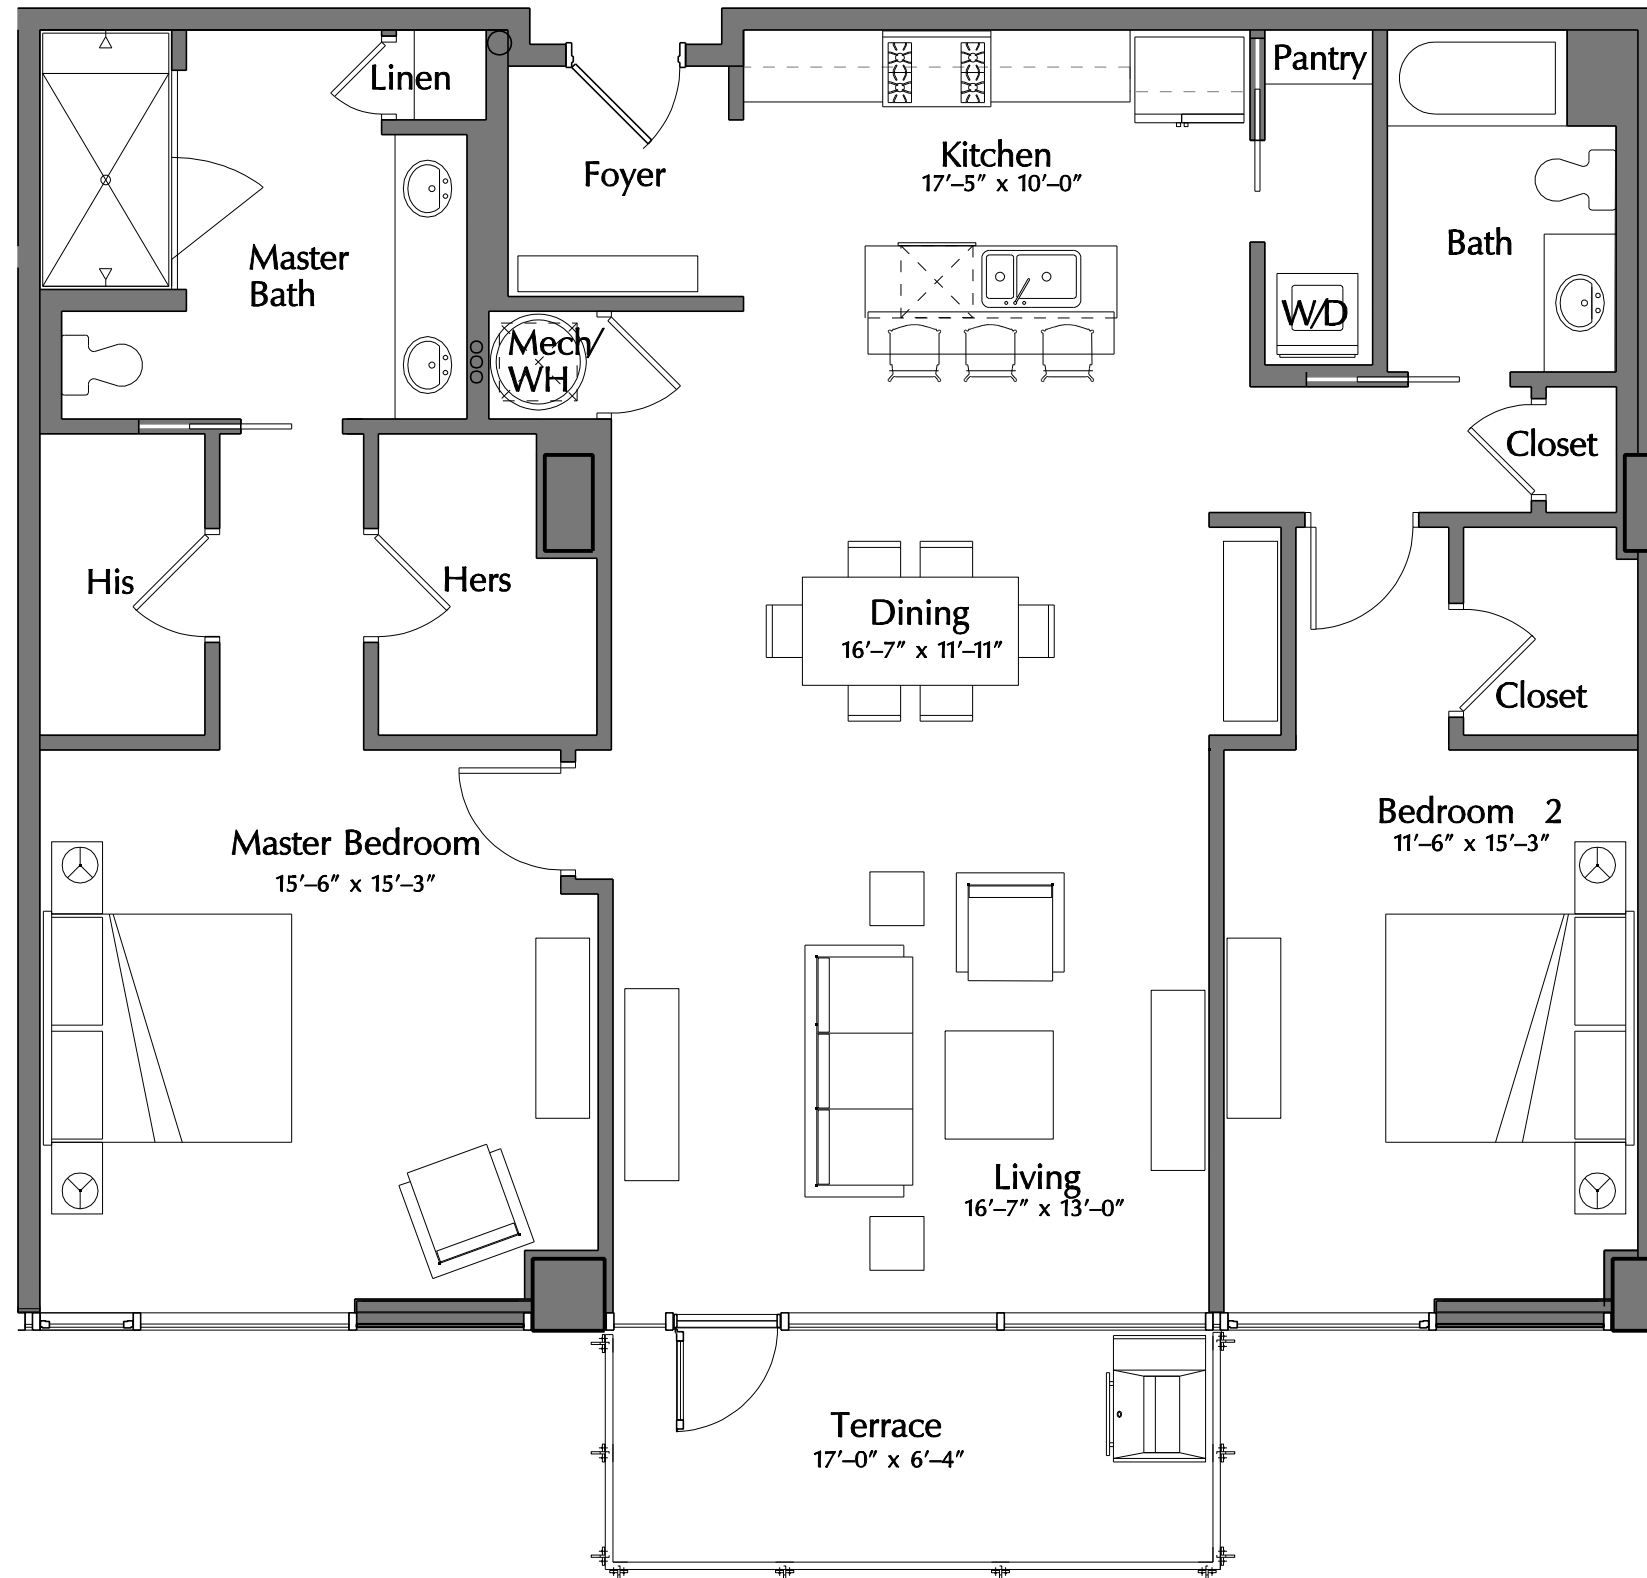 Linen
Pantry
Foyer
Kitchen
17′–5″ x 10′–0″
Master
Bath
Bath
W/D
Mech/
WH
Closet
His
Hers
Dining
16′–7″ x 11′–11″
Closet
Master Bedroom
15′–6″ x 15′–3″
Bedroom 2
11′–6″ x 15′–3″
Living
16′–7″ x 13′–0″
Terrace
17′–0″ x 6′–4″